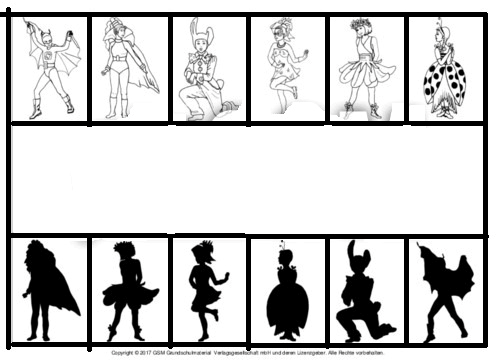 Copyright © 2017 GSM Grundschulmaterial Verlagsgesellschaft mbH und deren Lizenzgeber. Alle Rechte vorbehalten.